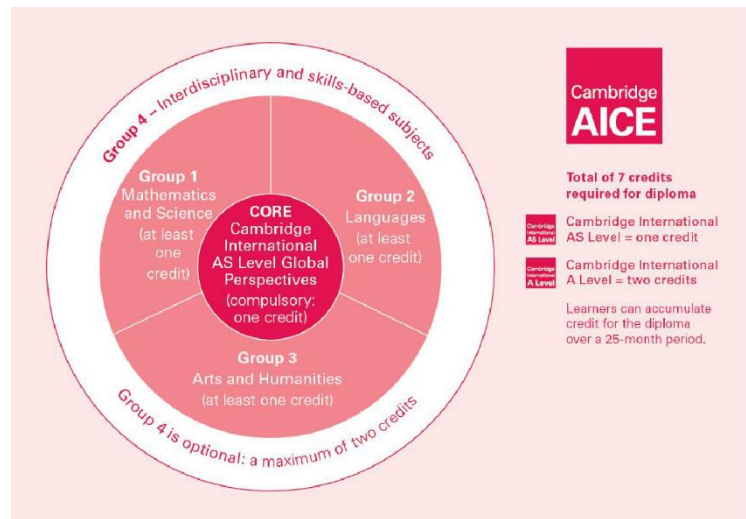 Group 4 – Interdisciplinary and skills-based subjects
Group 1
Mathematics
and Science
(at least
one
credit)
Group 2
Languages
(at least
one credit)
CORE
Cambridge
International
AS Level Global
Perspectives
(compulsory:
one credit)
Group 3
Arts and Humanities
(at least one credit)
Group 4 is optional: a maximum of two credits
Cambridge
AICE
Total of 7 credits
required for diploma
Cambridge
International
AS Level
Cambridge International
AS Level = one credit
Cambridge
International
A Level
Cambridge International
A Level = two credits
Learners can accumulate
credit for the diploma
over a 25-month period.